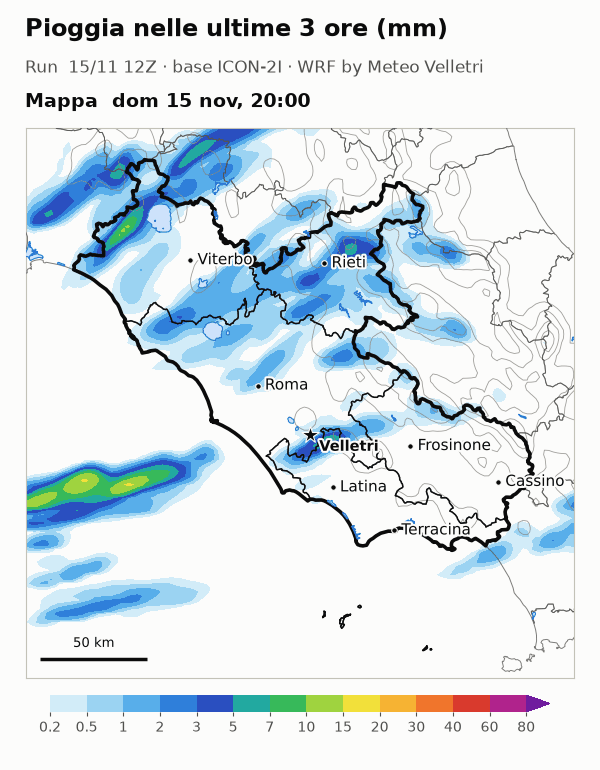 Pioggia nelle ultime 3 ore (mm)
Run 15/11 12Z · base ICON-2I · WRF by Meteo Velletri
Mappa dom 15 nov, 20:00
Viterbo
Rieti
Roma
Velletri
Frosinone
Latina
Cassino
Terracina
50 km
0.2 0.5 1 2 3 5 7 10 15 20 30 40 60 80